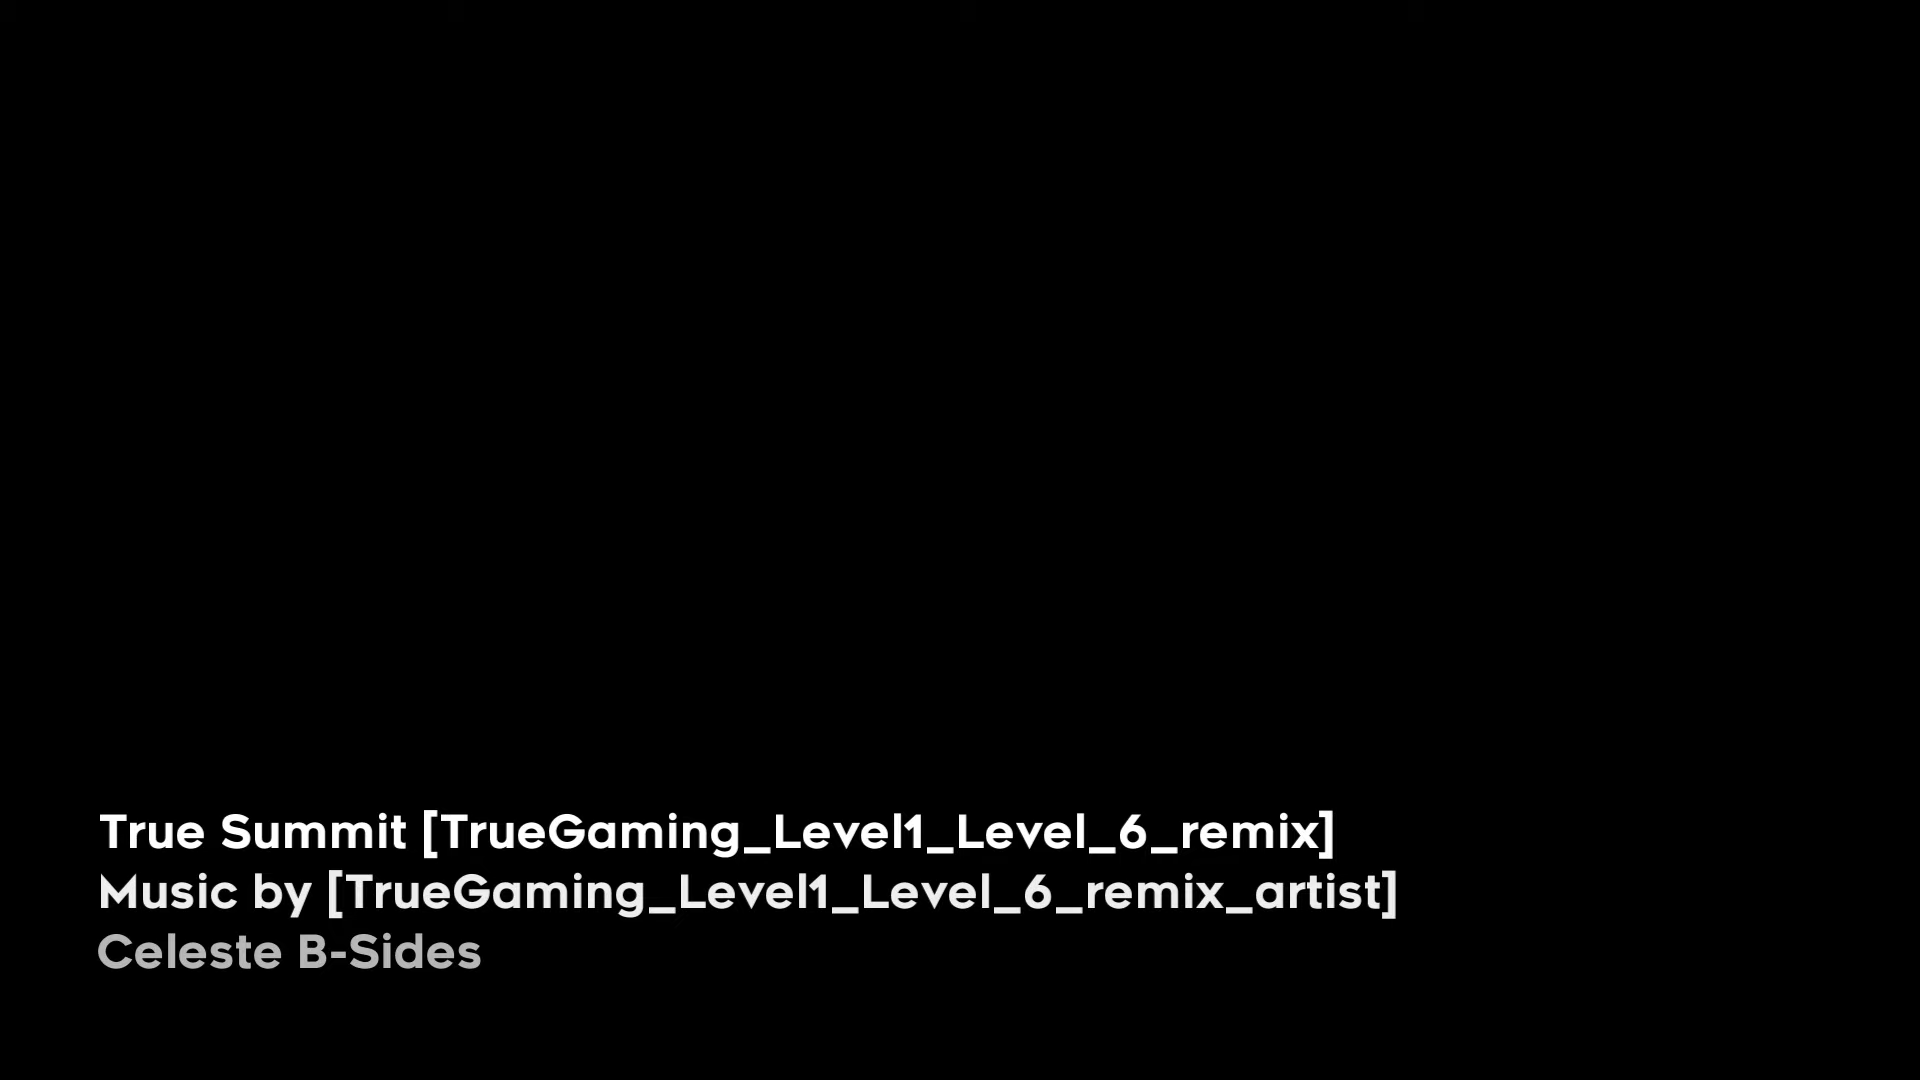 True Summit [TrueGaming_Level1_Level_6_remix]
Music by [TrueGaming_Level1_Level_6_remix_artist]
Celeste B-Sides